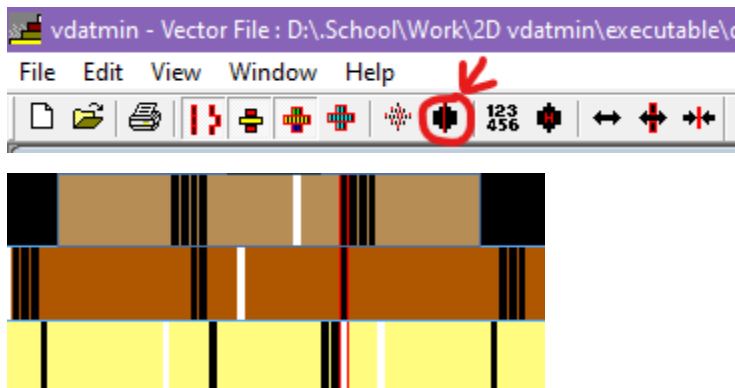 vdatmin - Vector File : D:\.School\Work\2D vdatmin\executable\
File Edit View Window Help
123
456
H